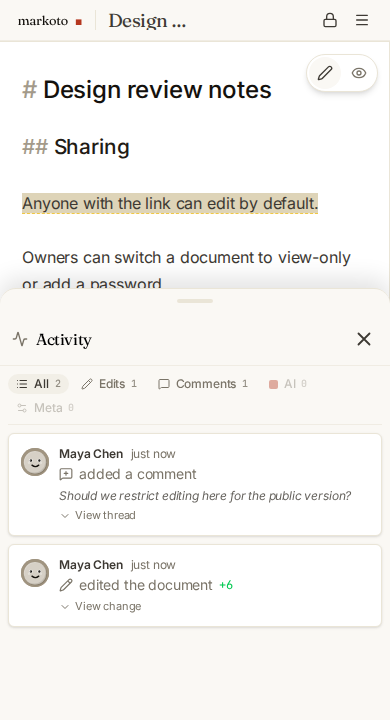 markoto
Design ...
# Design review notes
## Sharing
Anyone with the link can edit by default.
Owners can switch a document to view-only
or add a password
Activity
All 2 Edits 1 Comments 1 AI 0
Meta 0
Maya Chen just now
added a comment
Should we restrict editing here for the public version?
View thread
Maya Chen just now
edited the document +6
View change